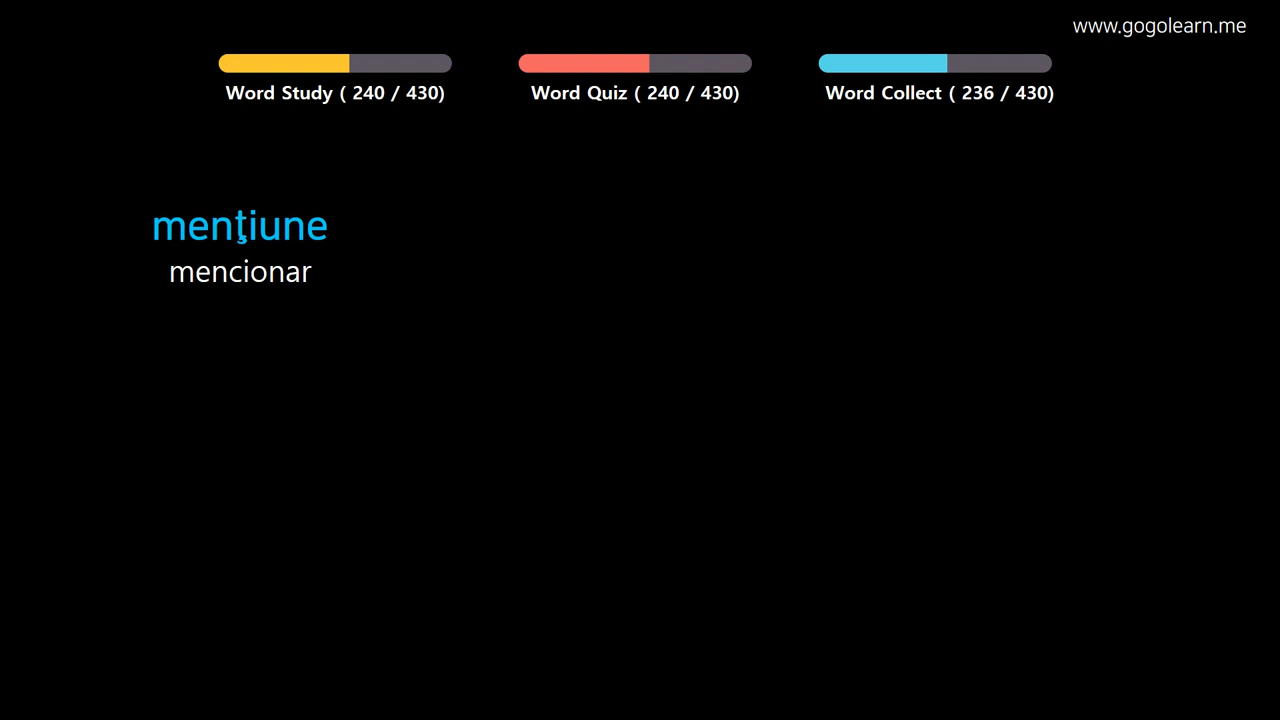 www.gogolearn.me
Word Study ( 240 / 430)
Word Quiz ( 240 / 430)
Word Collect ( 236 / 430)
menţiune
mencionar